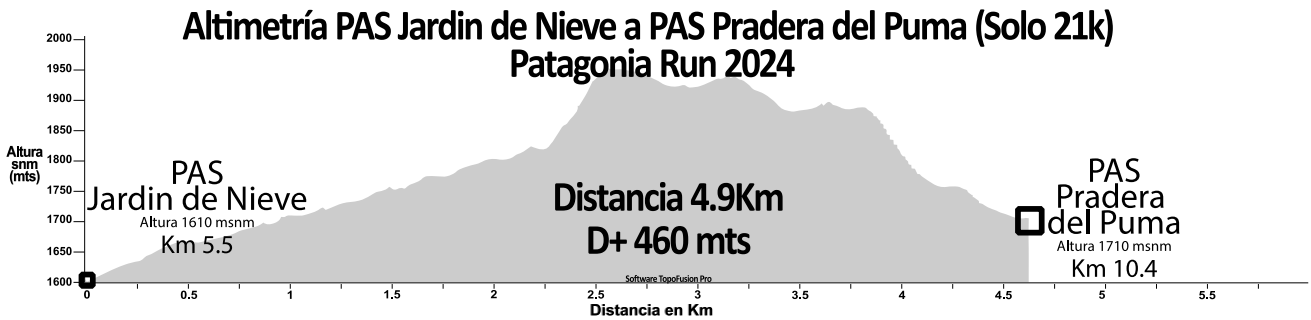 Altimetría PAS Jardin de Nieve a PAS Pradera del Puma (Solo 21k)
Patagonia Run 2024
2000
1950
1900
1850
1800
1750
1700
1650
1600
Altura
snm
(mts)
PAS
Jardin de Nieve
Altura 1610 msnm
Km 5.5
Distancia 4.9Km
D+ 460 mts
Software TopoFusion Pro
PAS
Pradera
del Puma
Altura 1710 msnm
Km 10.4
0 0.5 1 1.5 2 2.5 3 3.5 4 4.5 5 5.5
Distancia en Km